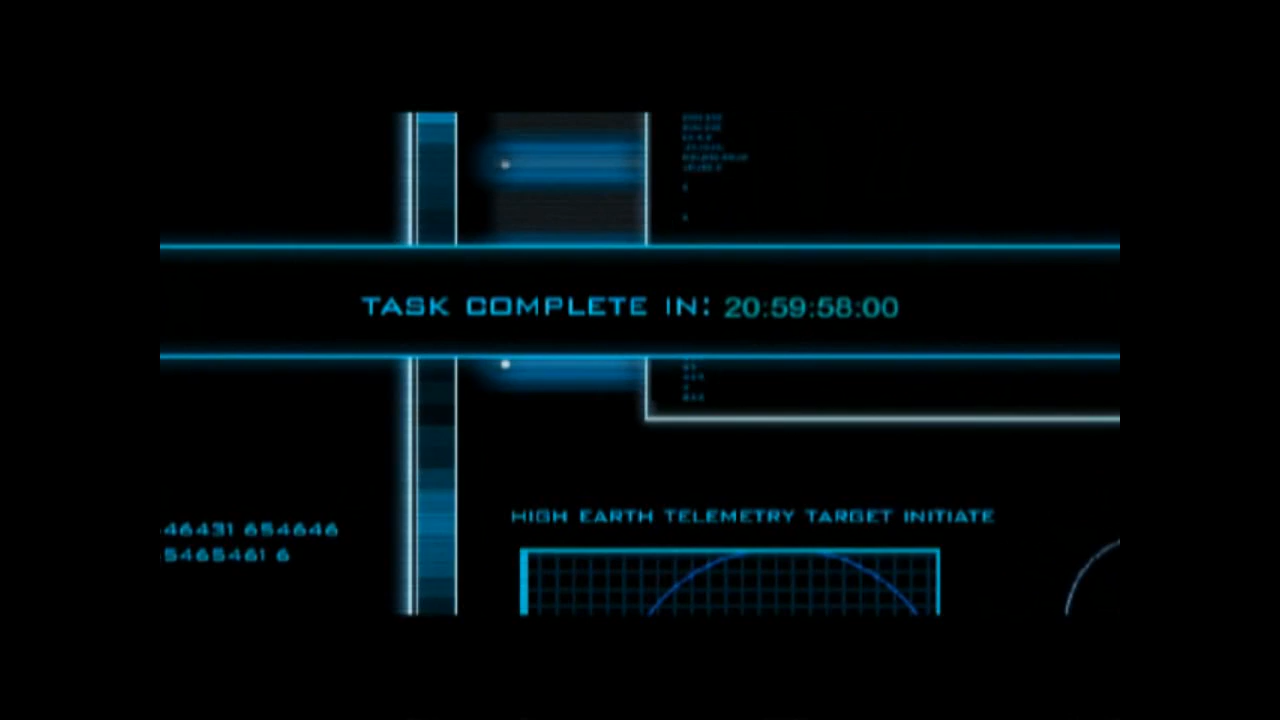 TASK COMPLETE IN: 20:59:58:00
HIGH EARTH TELEMETRY TARGET INITIATE
46431 654646
5465461 6